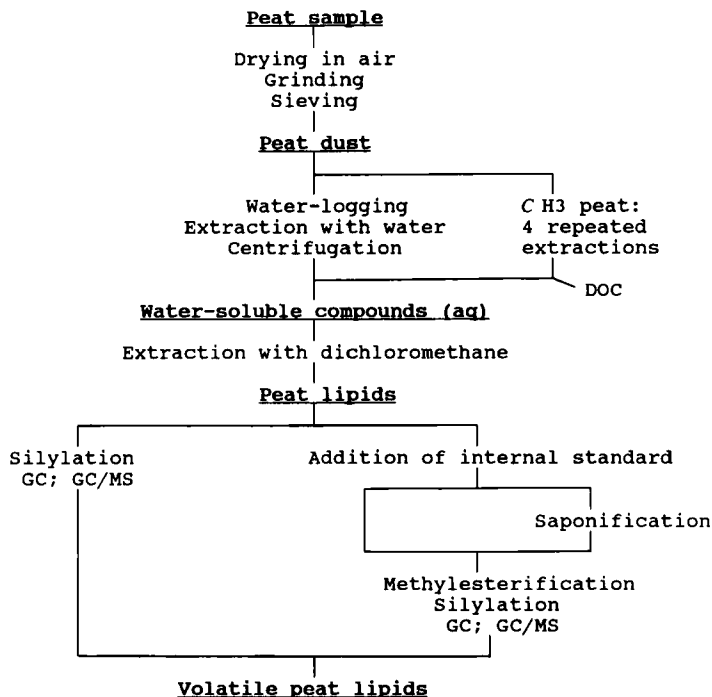 Peat sample
Drying in air
Grinding
Sieving
Peat dust
Water-logging
Extraction with water
Centrifugation
C H3 peat:
4 repeated
extractions
DOC
Water-soluble compounds (aq)
Extraction with dichloromethane
Peat lipids
Silylation
GC; GC/MS
Addition of internal standard
Saponification
Methylesterification
Silylation
GC; GC/MS
Volatile peat lipids